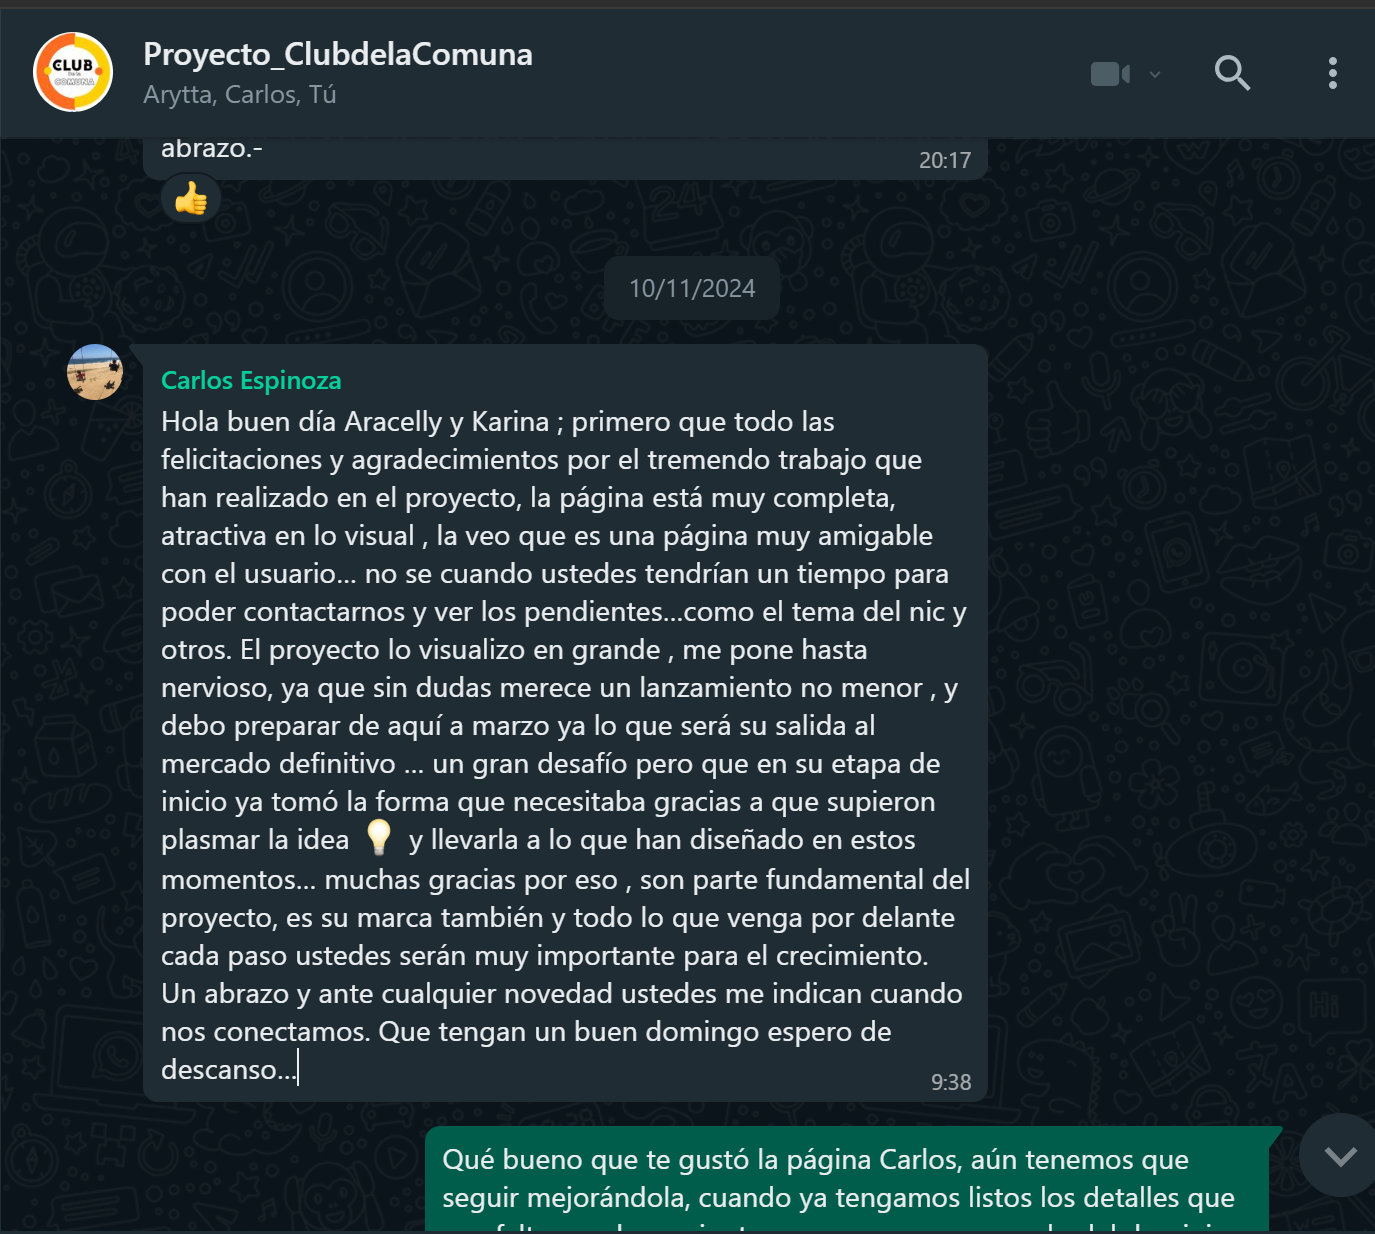 CLUB
De la
COMUNA
Proyecto_ClubdelaComuna
Arytta, Carlos, Tú
abrazo.-
20:17
10/11/2024
Carlos Espinoza
Hola buen día Aracelly y Karina ; primero que todo las
felicitaciones y agradecimientos por el tremendo trabajo que
han realizado en el proyecto, la página está muy completa,
atractiva en lo visual , la veo que es una página muy amigable
con el usuario... no se cuando ustedes tendrían un tiempo para
poder contactarnos y ver los pendientes...como el tema del nic y
otros. El proyecto lo visualizo en grande , me pone hasta
nervioso, ya que sin dudas merece un lanzamiento no menor , y
debo preparar de aquí a marzo ya lo que será su salida al
mercado definitivo ... un gran desafío pero que en su etapa de
inicio ya tomó la forma que necesitaba gracias a que supieron
plasmar la idea 💡 y llevarla a lo que han diseñado en estos
momentos... muchas gracias por eso , son parte fundamental del
proyecto, es su marca también y todo lo que venga por delante
cada paso ustedes serán muy importante para el crecimiento.
Un abrazo y ante cualquier novedad ustedes me indican cuando
nos conectamos. Que tengan un buen domingo espero de
descanso...
9:38
Qué bueno que te gustó la página Carlos, aún tenemos que
seguir mejorándola, cuando ya tengamos listos los detalles que